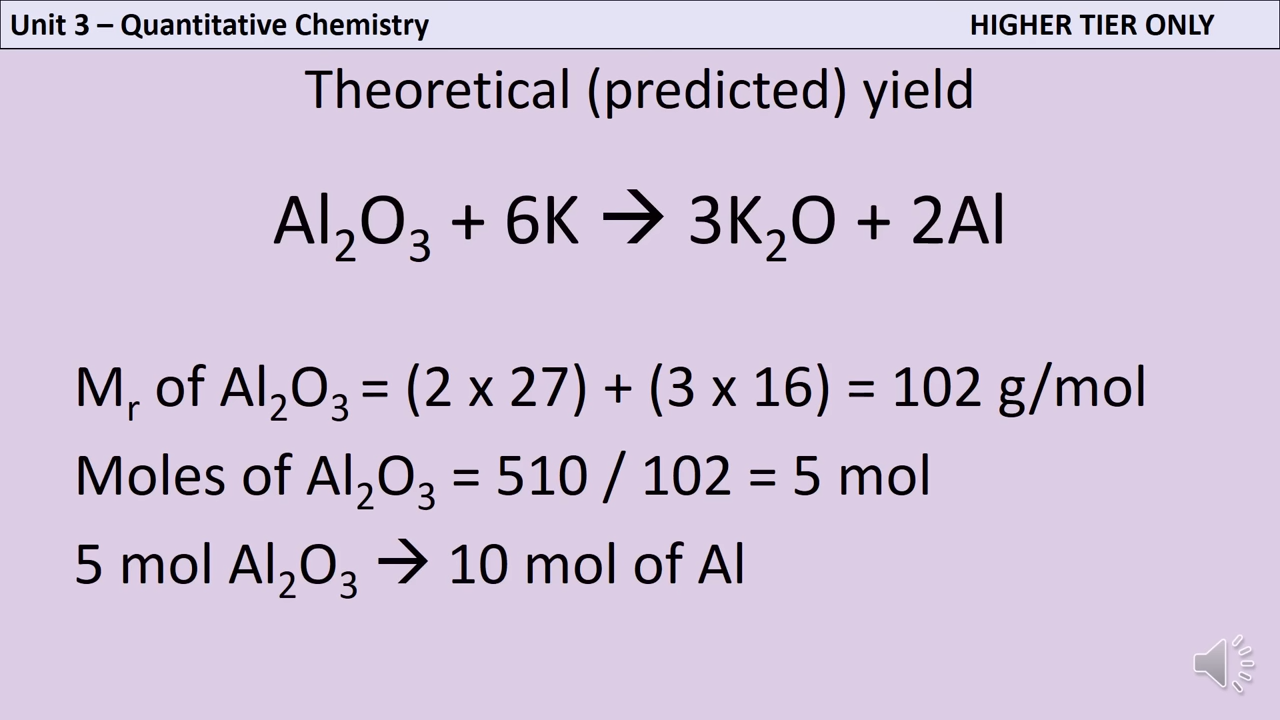 Unit 3 – Quantitative Chemistry
HIGHER TIER ONLY
Theoretical (predicted) yield
Al₂O₃ + 6K → 3K₂O + 2Al
Mᵣ of Al₂O₃ = (2 x 27) + (3 x 16) = 102 g/mol
Moles of Al₂O₃ = 510 / 102 = 5 mol
5 mol Al₂O₃ → 10 mol of Al